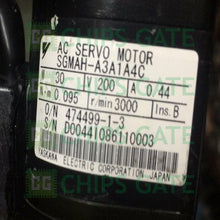 AC SERVO MOTOR
SGMAH-A3A1A4C
30 V 200 A 0.44
N·m 0.095 r/min 3000 Ins. B
O/N 474499-1-3
S/N D00441086110003
YASKAWA ELECTRIC CORPORATION JAPAN
CHIPS GATE